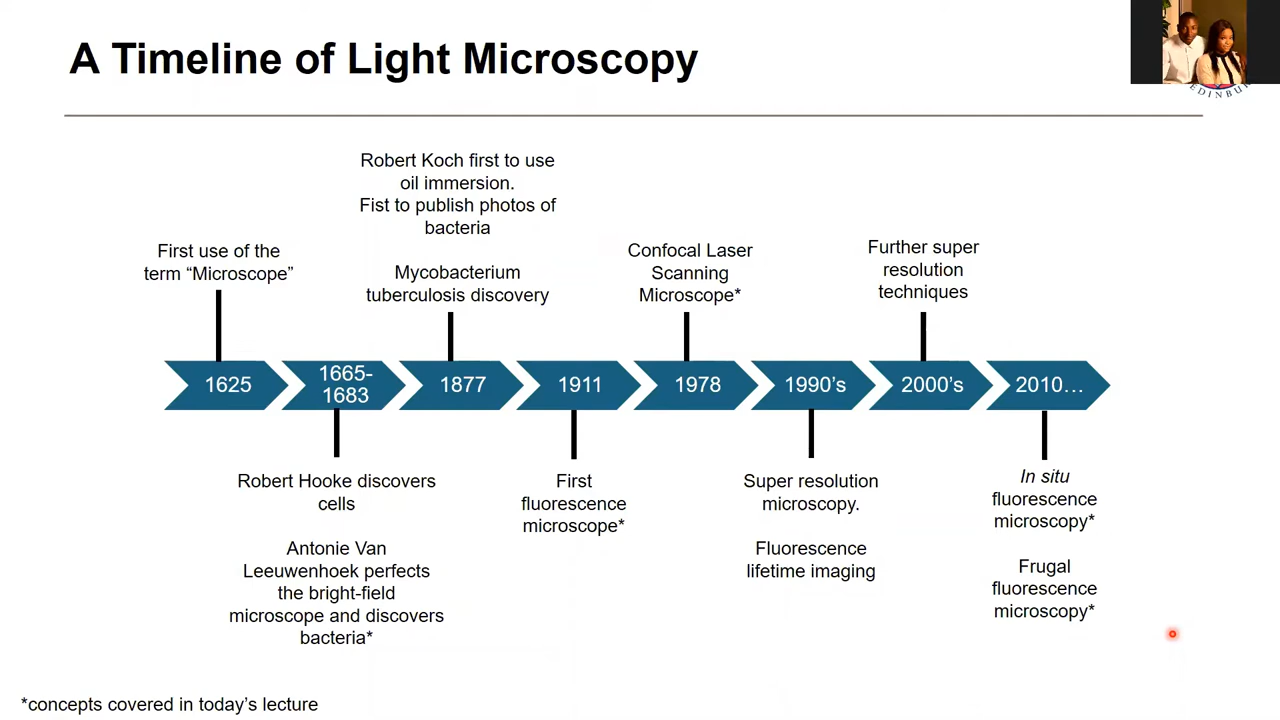 A Timeline of Light Microscopy
EDINBUR
Robert Koch first to use
oil immersion.
Fist to publish photos of
bacteria
Mycobacterium
tuberculosis discovery
First use of the
term “Microscope”
Confocal Laser
Scanning
Microscope*
Further super
resolution
techniques
1625
1665-
1683
1877
1911
1978
1990’s
2000’s
2010…
Robert Hooke discovers
cells
Antonie Van
Leeuwenhoek perfects
the bright-field
microscope and discovers
bacteria*
First
fluorescence
microscope*
Super resolution
microscopy.
Fluorescence
lifetime imaging
In situ
fluorescence
microscopy*
Frugal
fluorescence
microscopy*
*concepts covered in today’s lecture